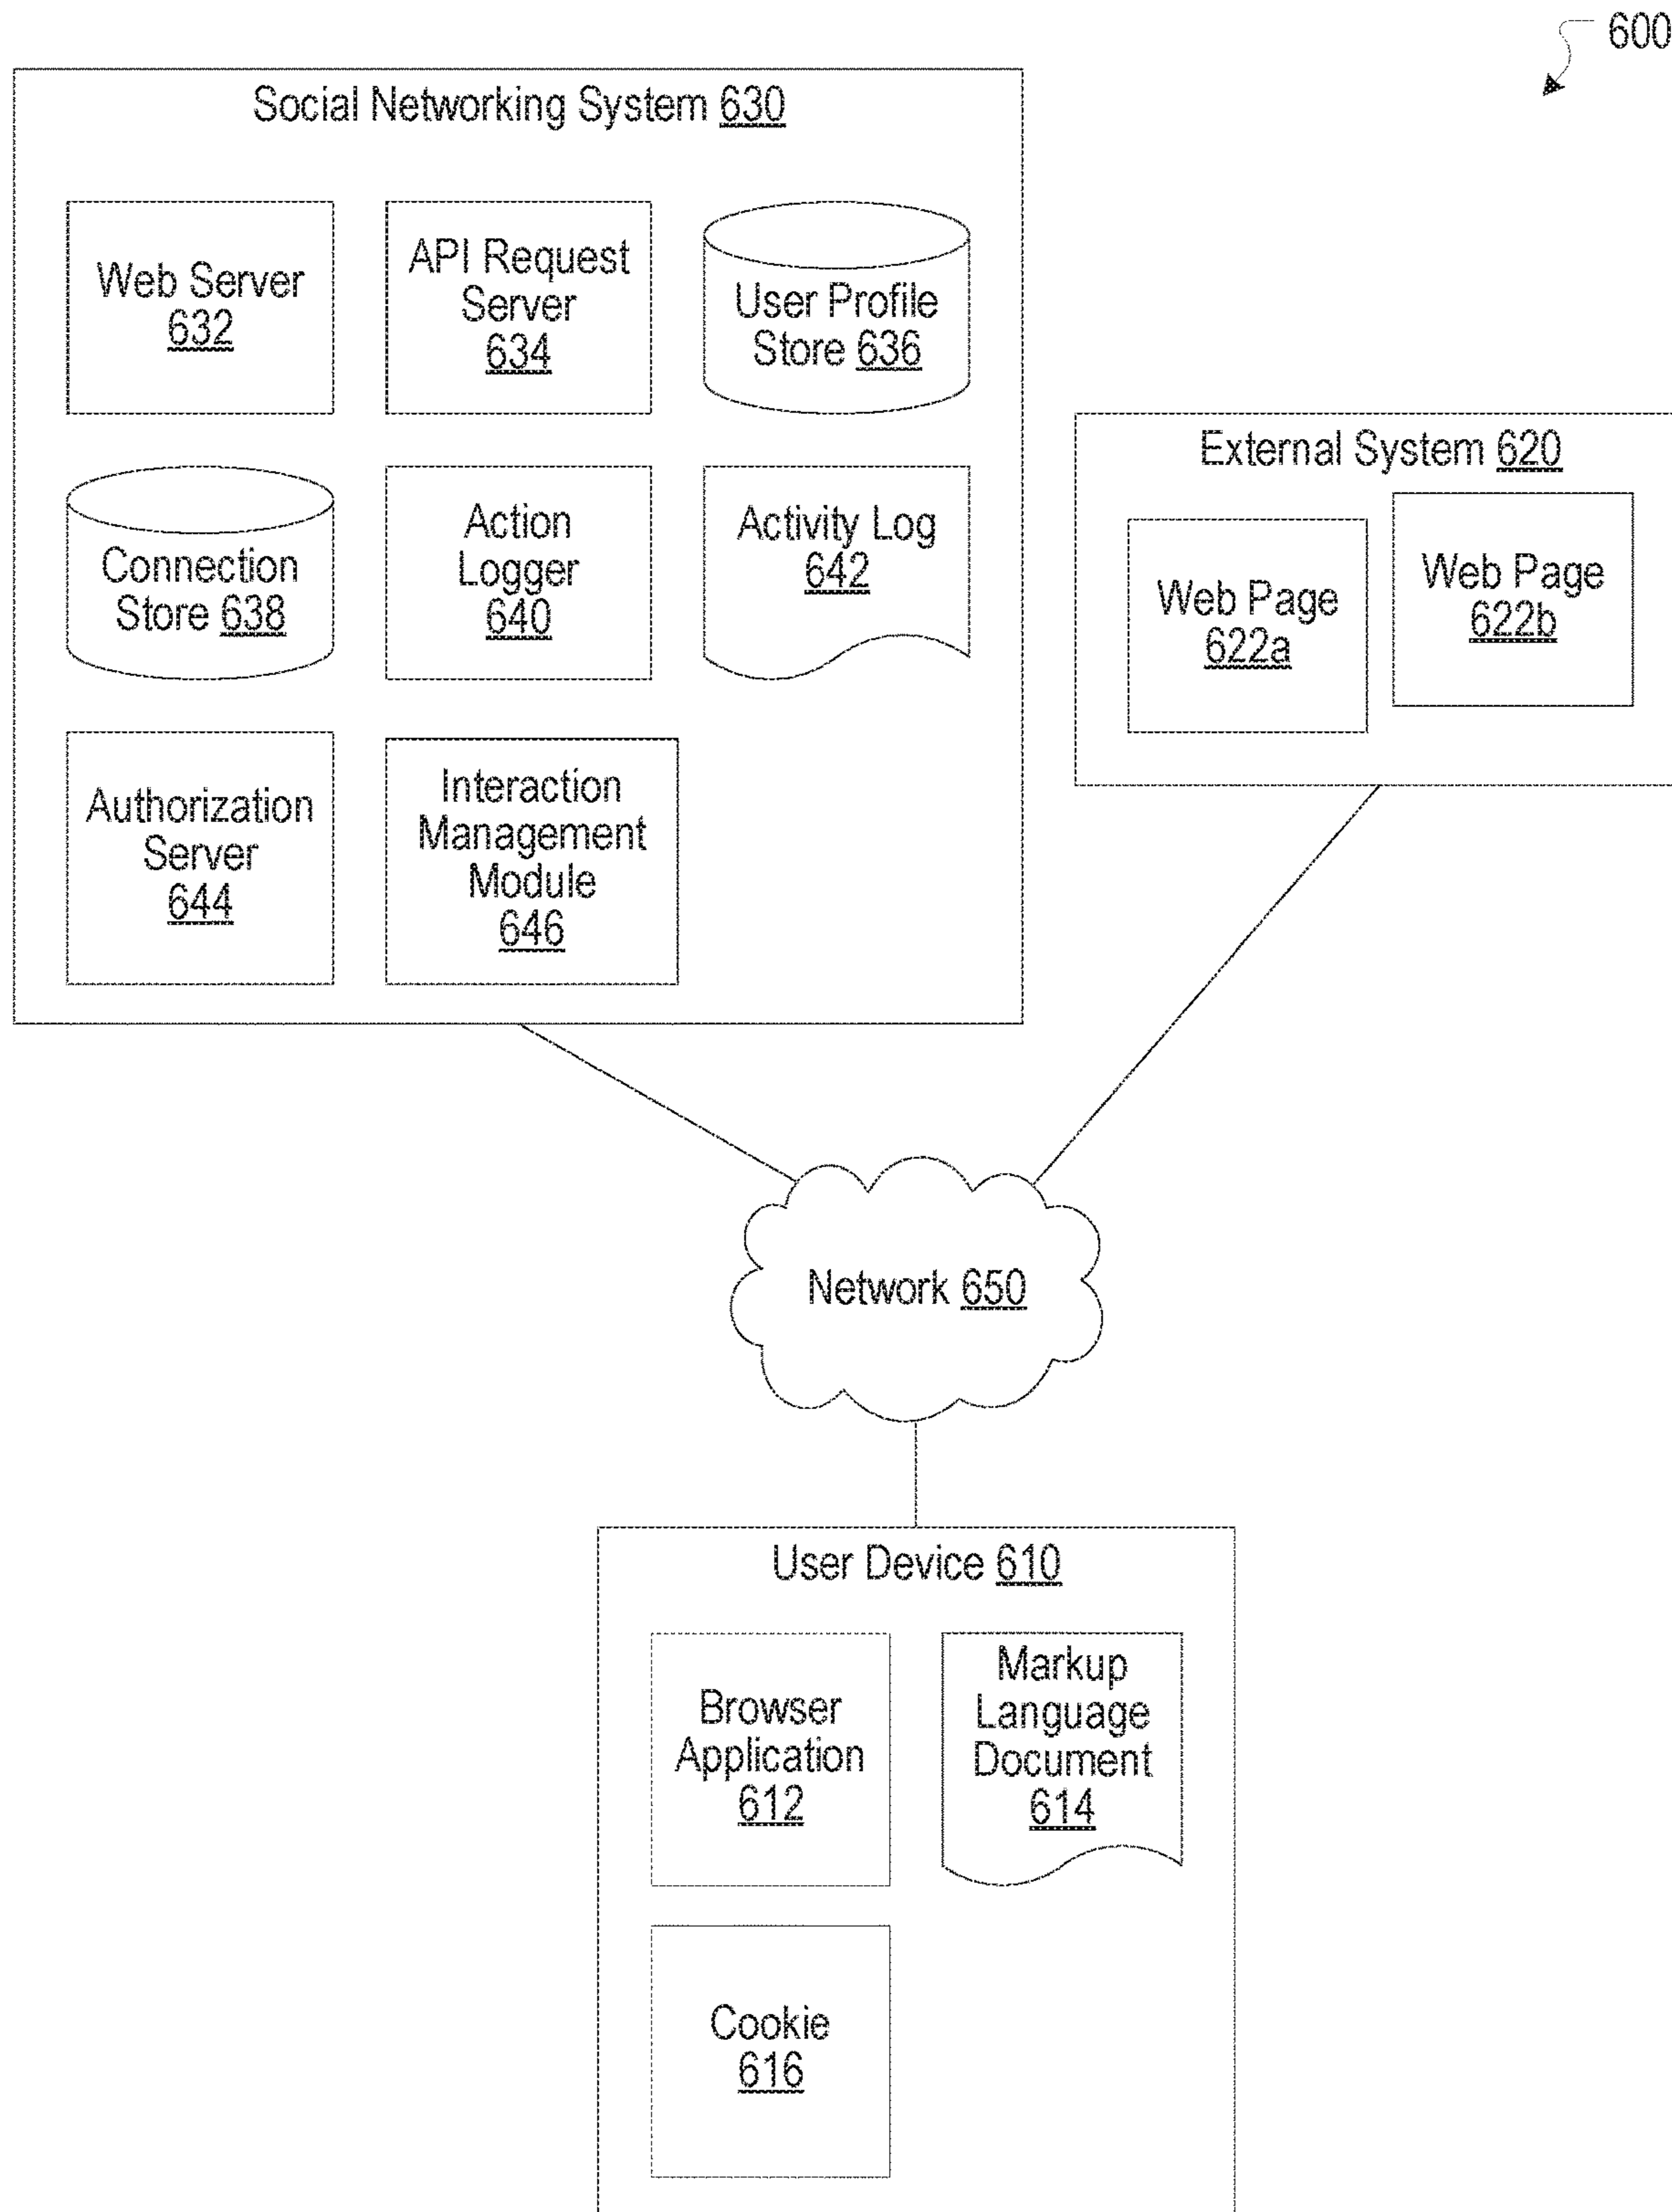 600
Social Networking System 630
Web Server
632
API Request
Server
634
User Profile
Store 636
Connection
Store 638
Action
Logger
640
Activity Log
642
Authorization
Server
644
Interaction
Management
Module
646
External System 620
Web Page
622a
Web Page
622b
Network 650
User Device 610
Browser
Application
612
Markup
Language
Document
614
Cookie
616